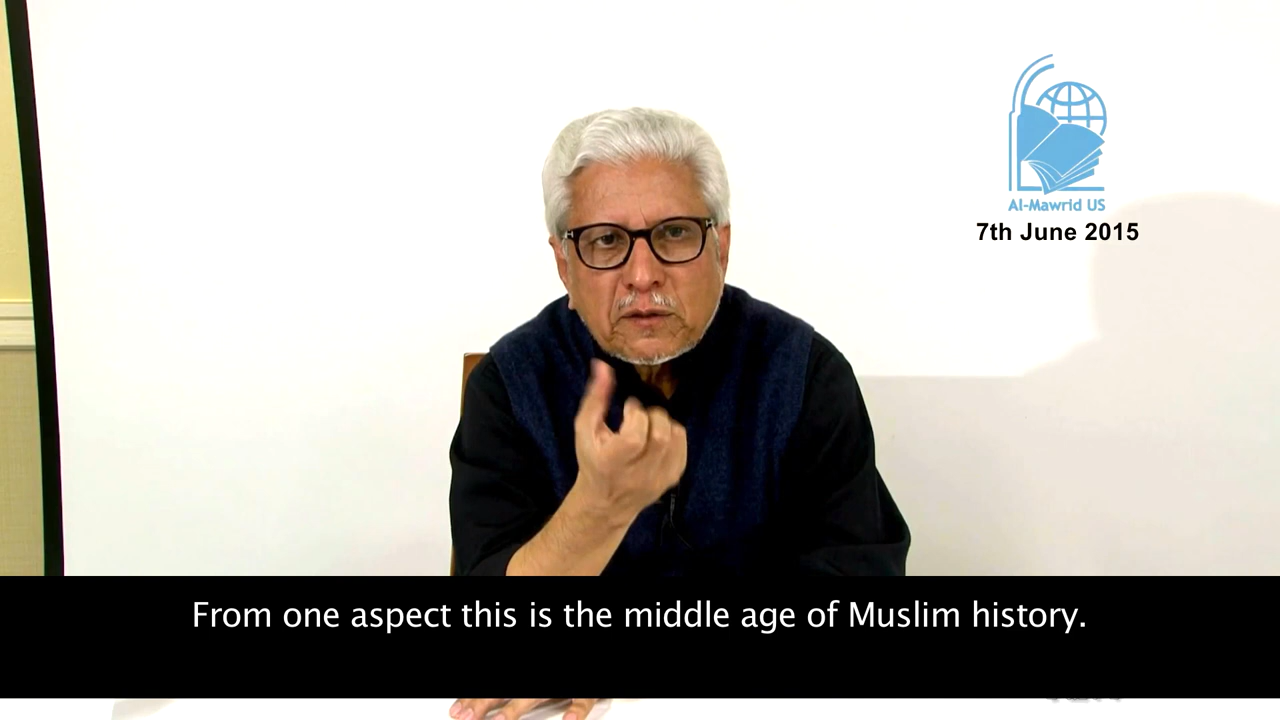 Al-Mawrid US
7th June 2015
From one aspect this is the middle age of Muslim history.